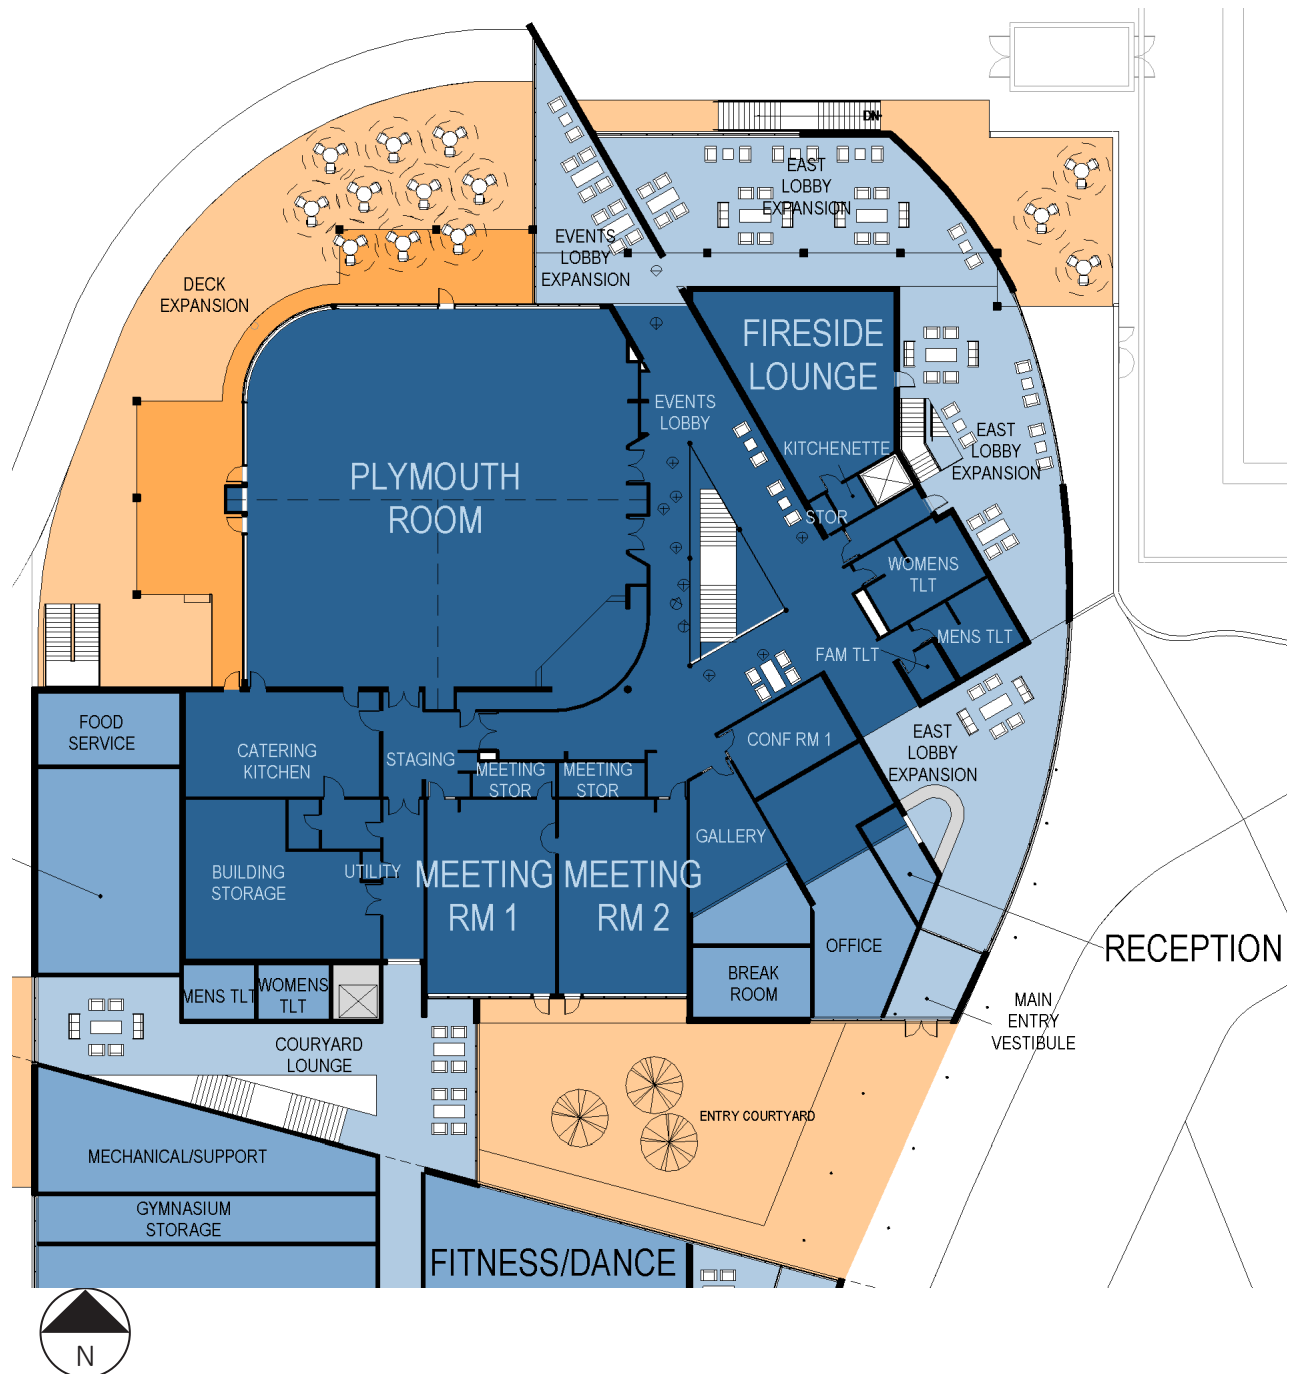 DN
EAST
LOBBY
EXPANSION
EVENTS
LOBBY
EXPANSION
DECK
EXPANSION
FIRESIDE
LOUNGE
EVENTS
LOBBY
KITCHENETTE
EAST
LOBBY
EXPANSION
PLYMOUTH
ROOM
STOR
WOMENS
TLT
MENS TLT
FAM TLT
FOOD
SERVICE
CATERING
KITCHEN
STAGING
CONF RM 1
EAST
LOBBY
EXPANSION
MEETING
STOR
MEETING
STOR
GALLERY
BUILDING
STORAGE
UTILITY
MEETING
RM 1
MEETING
RM 2
OFFICE
RECEPTION
BREAK
ROOM
MENS TLT
WOMENS
TLT
MAIN
ENTRY
VESTIBULE
COURYARD
LOUNGE
ENTRY COURTYARD
MECHANICAL/SUPPORT
GYMNASIUM
STORAGE
FITNESS/DANCE
N